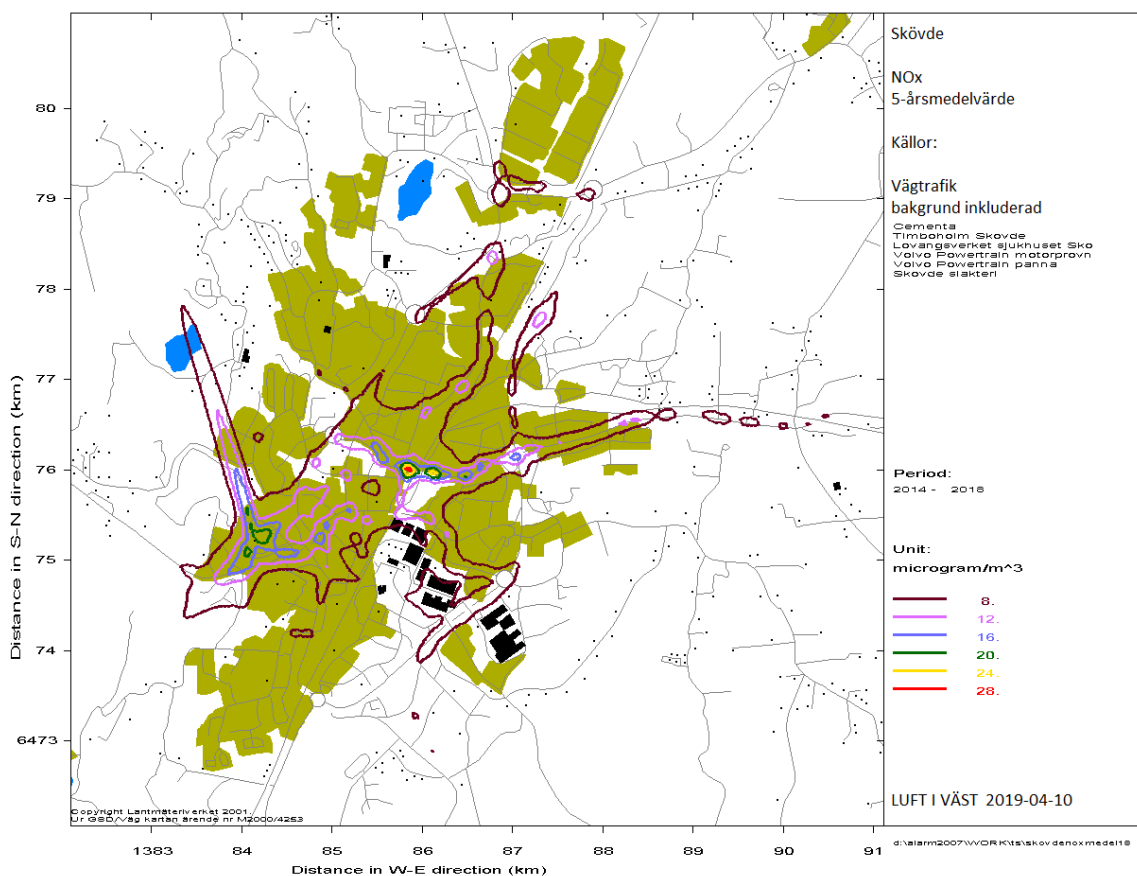 Skövde
NOx
5-årsmedelvärde
Källor:
Vägtrafik
bakgrund inkluderad
Cementa
Timboholm Skovde
Lovangsverket sjukhuset Sko
Volvo Powertrain motorprovn
Volvo Powertrain panna
Skovde slakteri
Period:
2014 - 2018
Unit:
microgram/m^3
8.
12.
16.
20.
24.
28.
LUFT I VÄST 2019-04-10
d:\alarm2007\WORK\ts\skovdenoxmedel18
Distance in S-N direction (km)
80
79
78
77
76
75
74
6473
Copyright Lantmäteriverket 2001.
Ur GSD/Väg kartan ärende nr M2000/4253
1383 84 85 86 87 88 89 90 91
Distance in W-E direction (km)